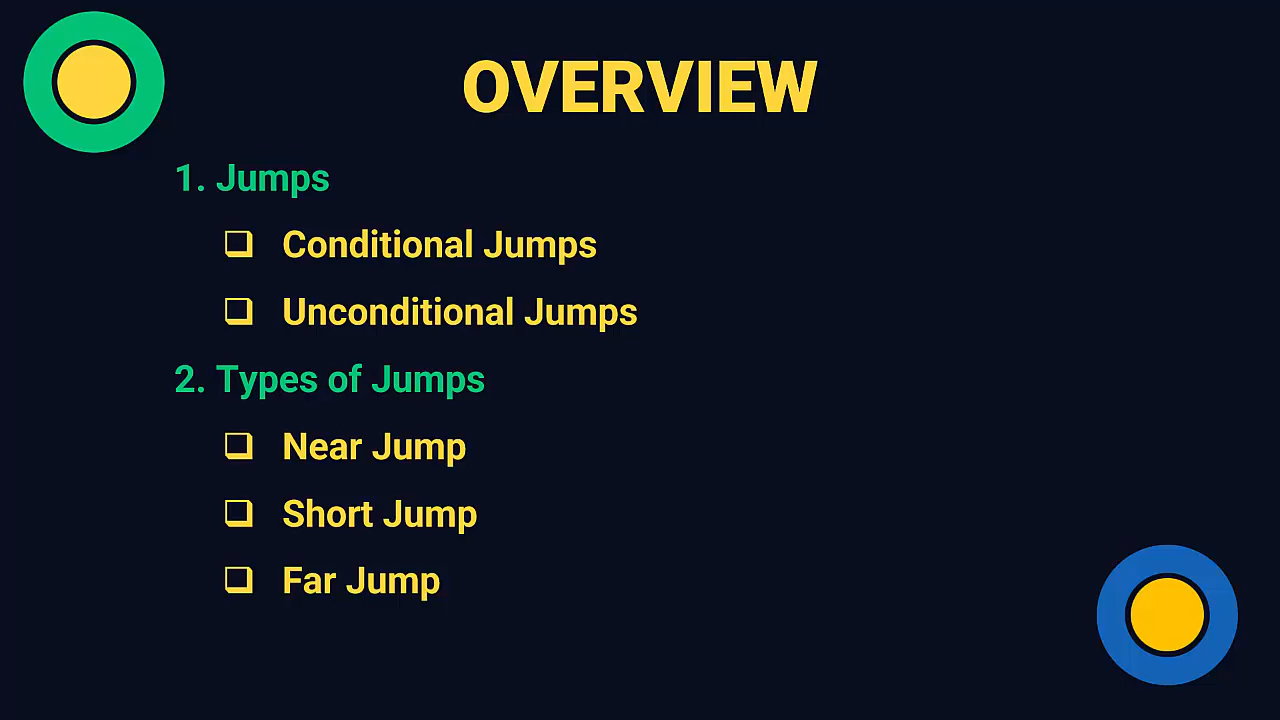 OVERVIEW
1. Jumps
❑ Conditional Jumps
❑ Unconditional Jumps
2. Types of Jumps
❑ Near Jump
❑ Short Jump
❑ Far Jump